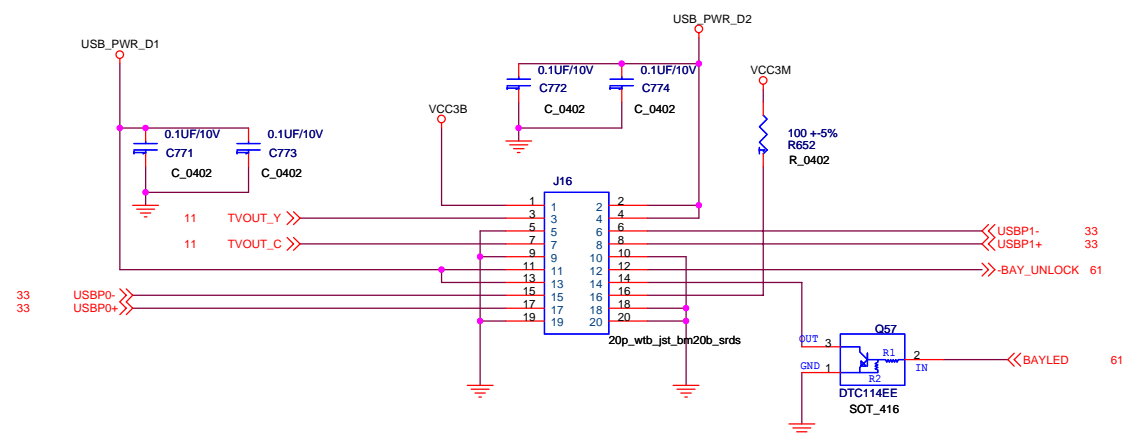 USB_PWR_D2
USB_PWR_D1
0.1UF/10V
C772
C_0402
0.1UF/10V
C774
C_0402
VCC3M
VCC3B
100 +-5%
R652
R_0402
0.1UF/10V
C771
C_0402
0.1UF/10V
C773
C_0402
J16
1 1 2 2
11 TVOUT_Y 3 3 4 4
5 5 6 6 USBP1- 33
11 TVOUT_C 7 7 8 8 USBP1+ 33
9 9 10 10
11 11 12 12 -BAY_UNLOCK 61
13 13 14 14
33 USBP0- 15 15 16 16
33 USBP0+ 17 17 18 18
19 19 20 20
20p_wtb_jst_bm20b_srds
Q57
OUT 3
R1
2 IN
BAYLED 61
GND 1
R2
DTC114EE
SOT_416